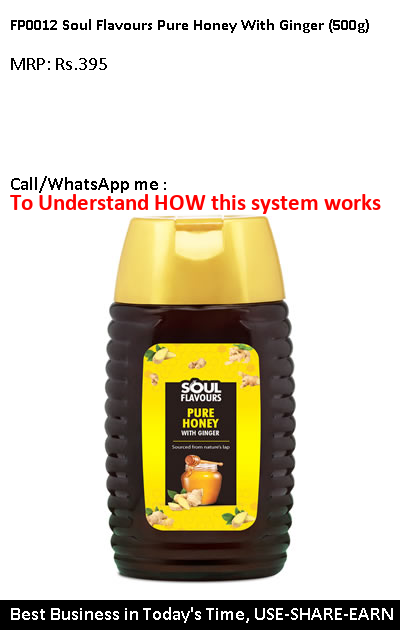 FP0012 Soul Flavours Pure Honey With Ginger (500g)
MRP: Rs.395
Call/WhatsApp me :
To Understand HOW this system works
SOUL
FLAVOURS
PURE
HONEY
WITH GINGER
Sourced from nature's lap
Best Business in Today's Time, USE-SHARE-EARN